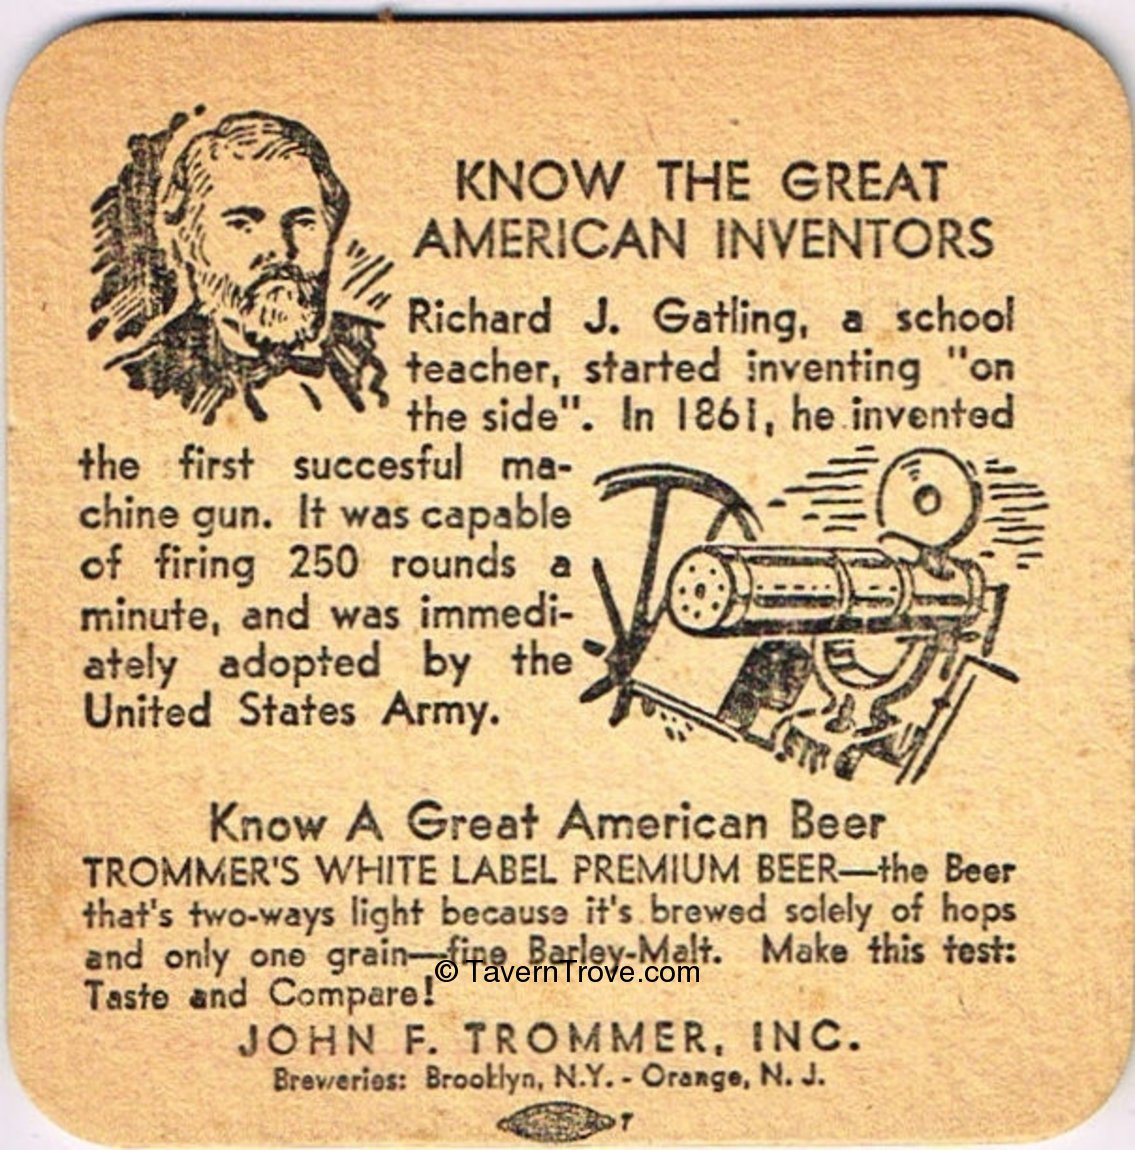 KNOW THE GREAT
AMERICAN INVENTORS
Richard J. Gatling, a school
teacher, started inventing "on
the side". In 1861, he invented
the first succesful ma-
chine gun. It was capable
of firing 250 rounds a
minute, and was immedi-
ately adopted by the
United States Army.
Know A Great American Beer
TROMMER'S WHITE LABEL PREMIUM BEER—the Beer
that's two-ways light because it's brewed solely of hops
and only one grain—fine Barley-Malt. Make this test:
© TavernTrove.com
Taste and Compare!
JOHN F. TROMMER, INC.
Breweries: Brooklyn, N.Y. - Orange, N. J.
7